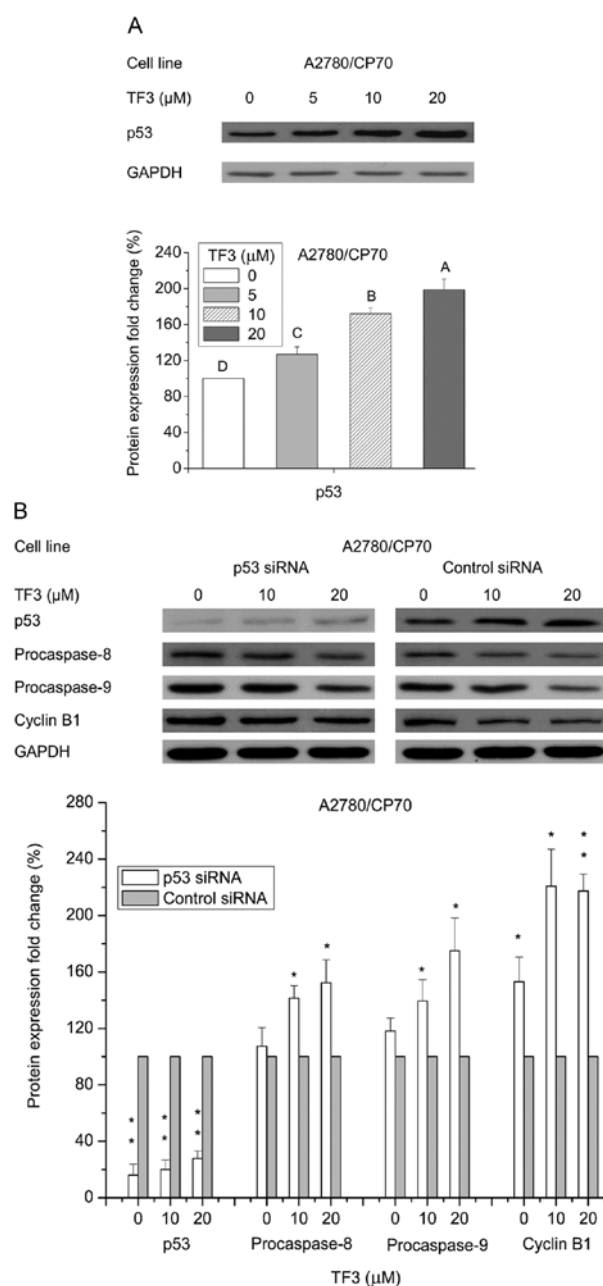 A
Cell line A2780/CP70
TF3 (μM) 0 5 10 20
p53
GAPDH
Protein expression fold change (%)
240
200
160
120
80
40
0
TF3 (μM)
0
5
10
20
A2780/CP70
D
C
B
A
p53
B
Cell line A2780/CP70
p53 siRNA Control siRNA
TF3 (μM) 0 10 20 0 10 20
p53
Procaspase-8
Procaspase-9
Cyclin B1
GAPDH
Protein expression fold change (%)
280
240
200
160
120
80
40
0
A2780/CP70
p53 siRNA
Control siRNA
* * * * * *
* *
* *
* * * *
0 10 20 0 10 20 0 10 20 0 10 20
p53 Procaspase-8 Procaspase-9 Cyclin B1
TF3 (μM)